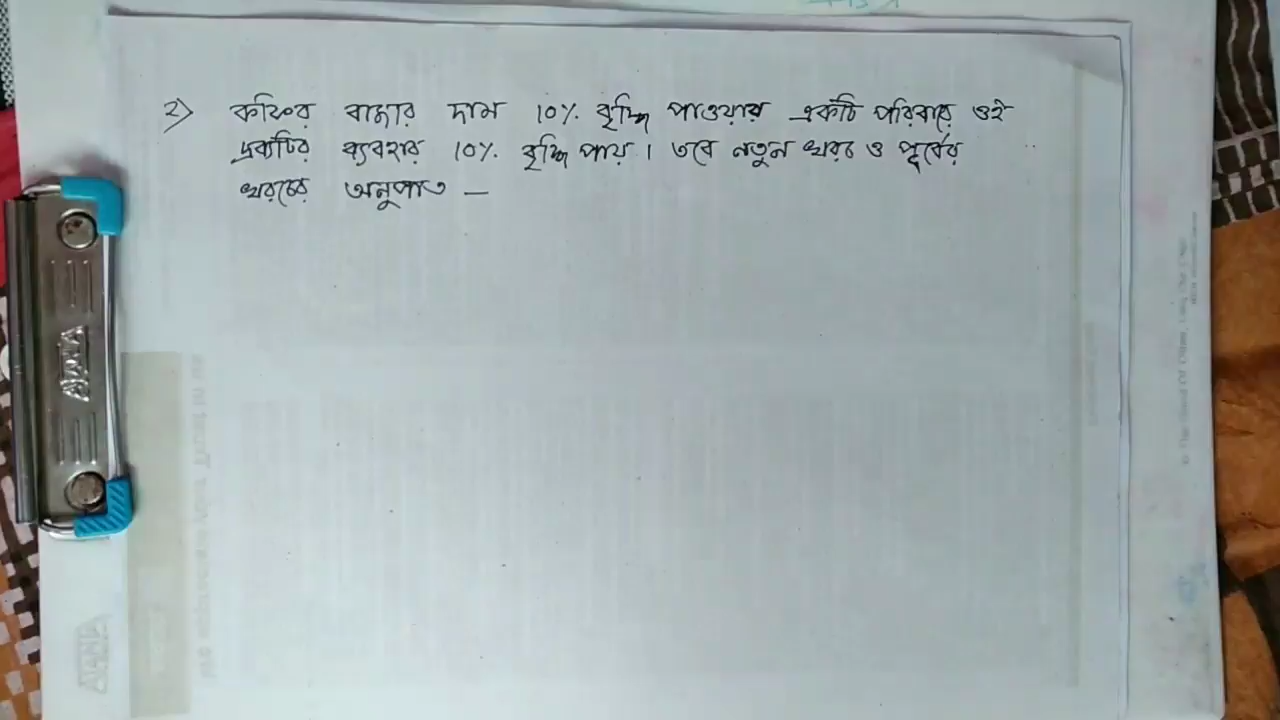 2) কফির বাজার দাম 10% বৃদ্ধি পাওয়ায় একটি পরিবারে ওই
দ্রব্যটির ব্যবহার 10% বৃদ্ধি পায়। তবে নতুন খরচ ও পূর্বের
খরচের অনুপাত —